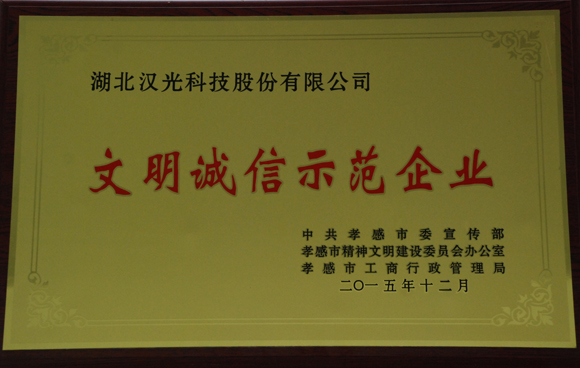 湖北汉光科技股份有限公司
文明诚信示范企业
中共孝感市委宣传部
孝感市精神文明建设委员会办公室
孝感市工商行政管理局
二〇一五年十二月